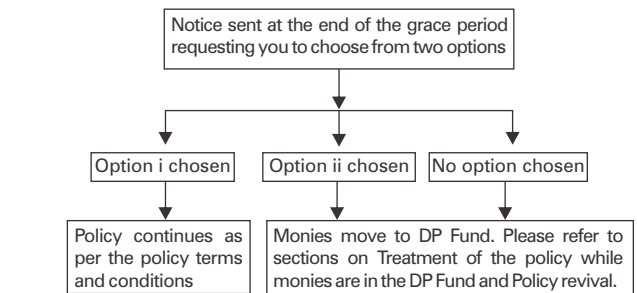 Notice sent at the end of the grace period
requesting you to choose from two options
Option i chosen
Option ii chosen
No option chosen
Policy continues as
per the policy terms
and conditions
Monies move to DP Fund. Please refer to
sections on Treatment of the policy while
monies are in the DP Fund and Policy revival.